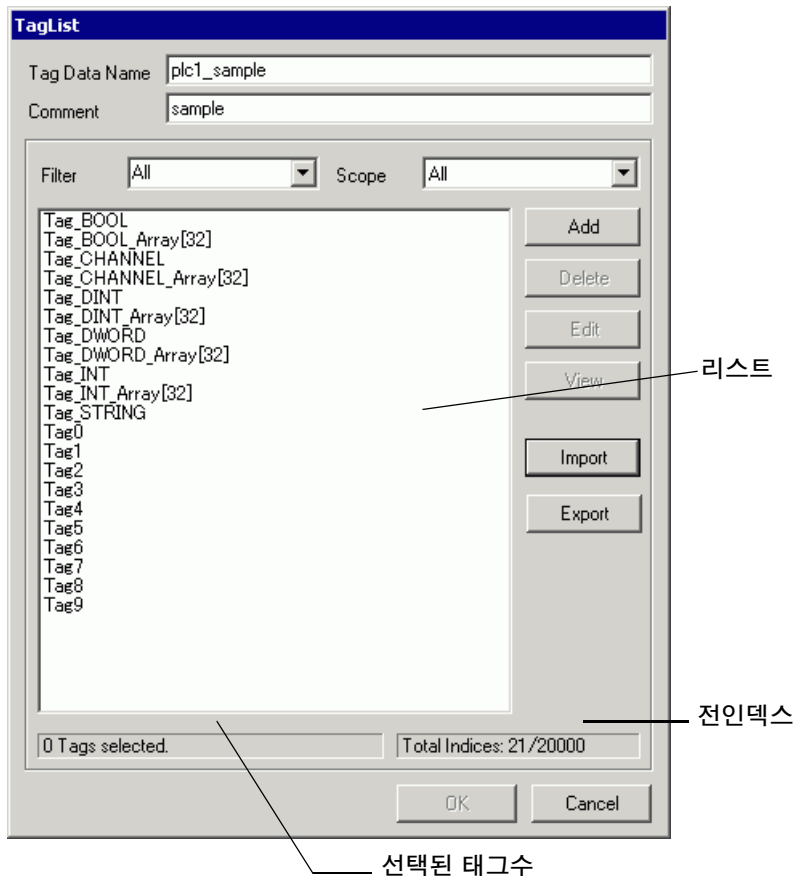 TagList
Tag Data Name plc1_sample
Comment sample
Filter All Scope All
Tag_BOOL
Tag_BOOL_Array[32]
Tag_CHANNEL
Tag_CHANNEL_Array[32]
Tag_DINT
Tag_DINT_Array[32]
Tag_DWORD
Tag_DWORD_Array[32]
Tag_INT
Tag_INT_Array[32]
Tag_STRING
Tag0
Tag1
Tag2
Tag3
Tag4
Tag5
Tag6
Tag7
Tag8
Tag9
Add
Delete
Edit
View
Import
Export
리스트
전인덱스
0 Tags selected.
Total Indices: 21/20000
OK
Cancel
선택된 태그수